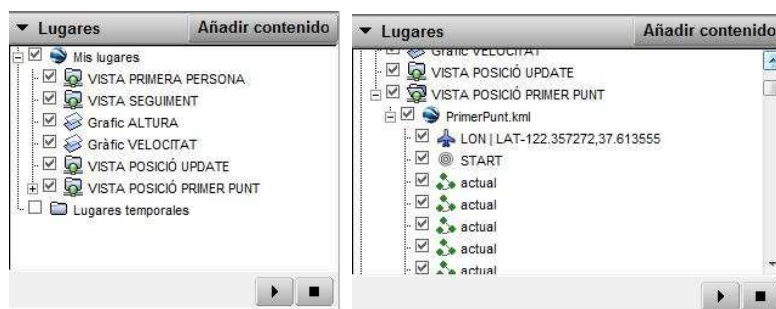 Lugares Añadir contenido
Mis lugares
VISTA PRIMERA PERSONA
VISTA SEGUIMENT
Grafic ALTURA
Gràfic VELOCITAT
VISTA POSICIÓ UPDATE
VISTA POSICIÓ PRIMER PUNT
Lugares temporales
Lugares Añadir contenido
Gràfic VELOCITAT
VISTA POSICIÓ UPDATE
VISTA POSICIÓ PRIMER PUNT
PrimerPunt.kml
LON | LAT-122.357272,37.613555
START
actual
actual
actual
actual
actual